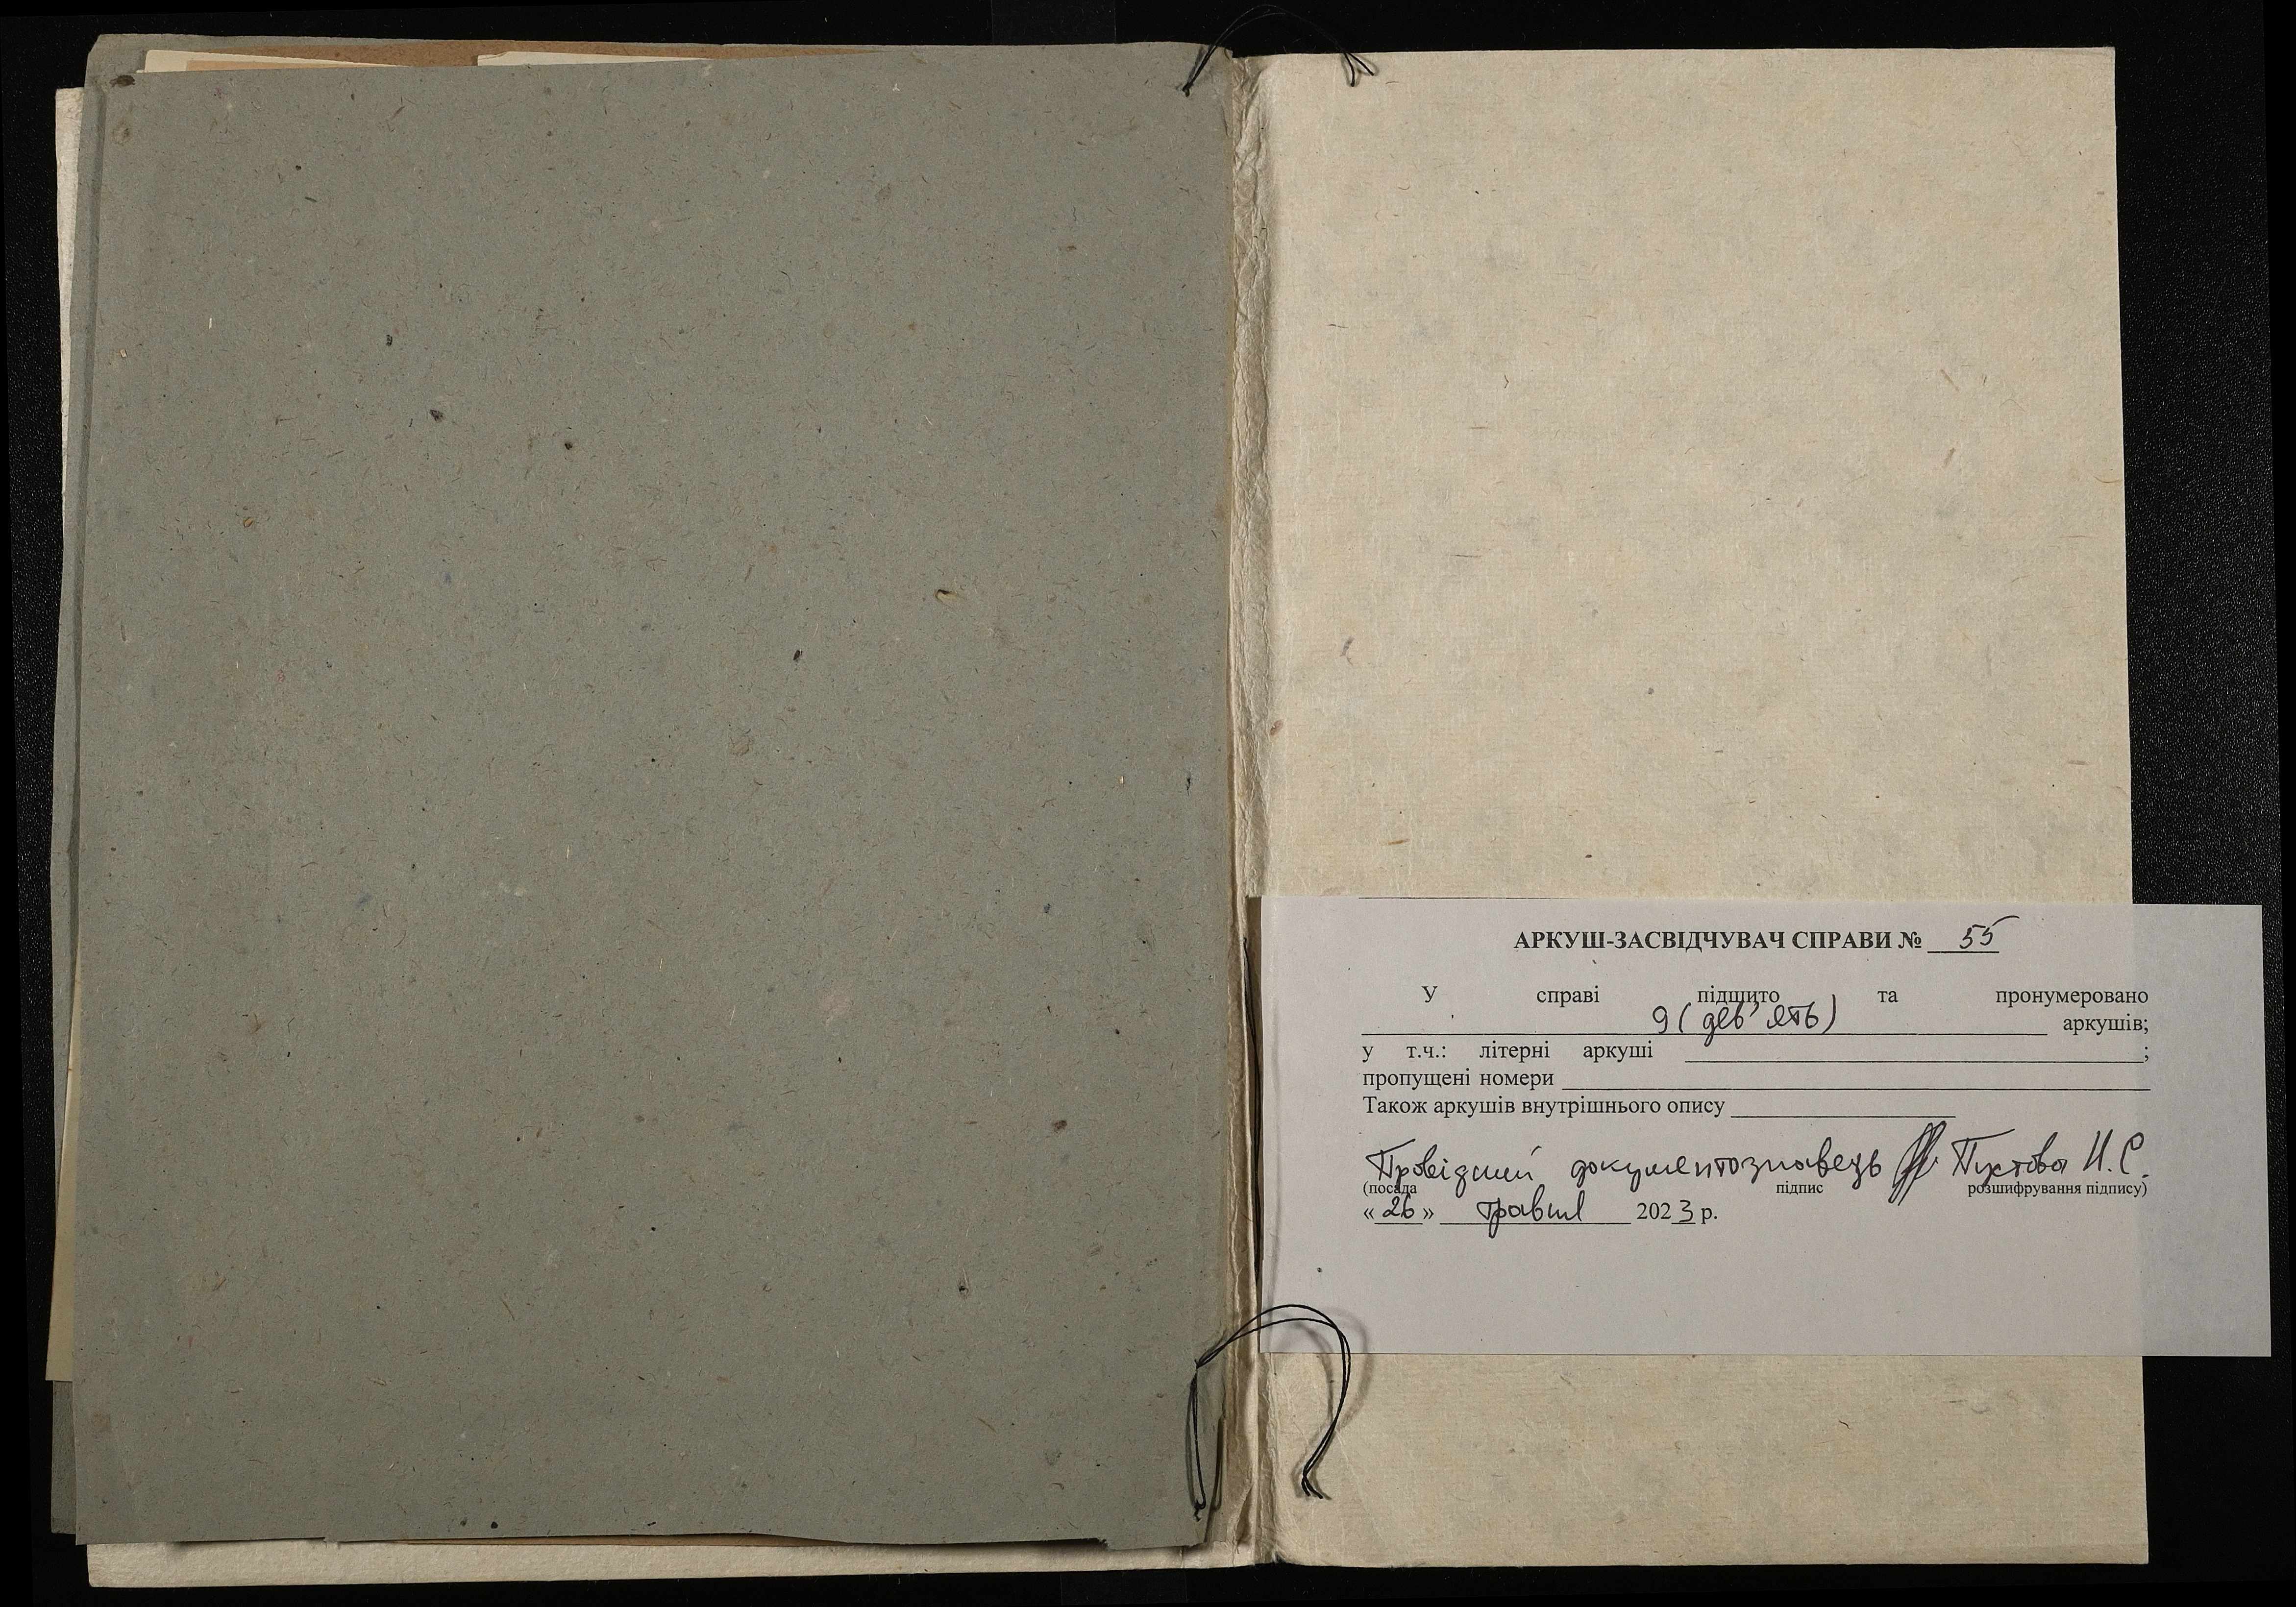 АРКУШ-ЗАСВІДЧУВАЧ СПРАВИ № 55
У справі підшито та пронумеровано
9 (дев'ять) аркушів;
у т.ч.: літерні аркуші ;
пропущені номери
Також аркушів внутрішнього опису
Провідний документознавець Пустова Н.С.
(посада підпис розшифрування підпису)
« 26 » травня 2023 р.